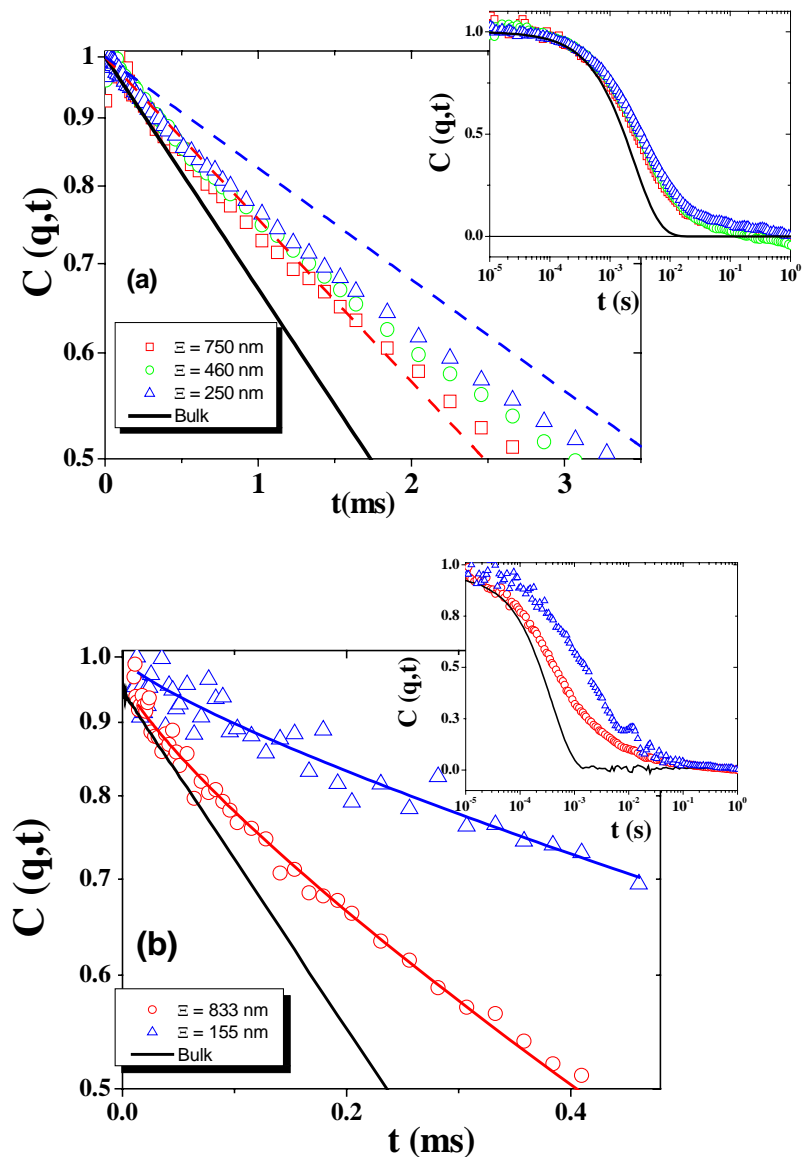 1
0.9
0.8
0.7
0.6
0.5
C (q,t)
(a)
Ξ = 750 nm
Ξ = 460 nm
Ξ = 250 nm
Bulk
0
1
2
3
t(ms)
1.0
0.5
0.0
C (q,t)
10-5
10-4
10-3
10-2
10-1
100
t (s)
1.0
0.9
0.8
0.7
0.6
0.5
C (q,t)
(b)
Ξ = 833 nm
Ξ = 155 nm
Bulk
0.0
0.2
0.4
t (ms)
1.0
0.8
0.5
0.3
0.0
C (q,t)
10-5
10-4
10-3
10-2
10-1
100
t (s)